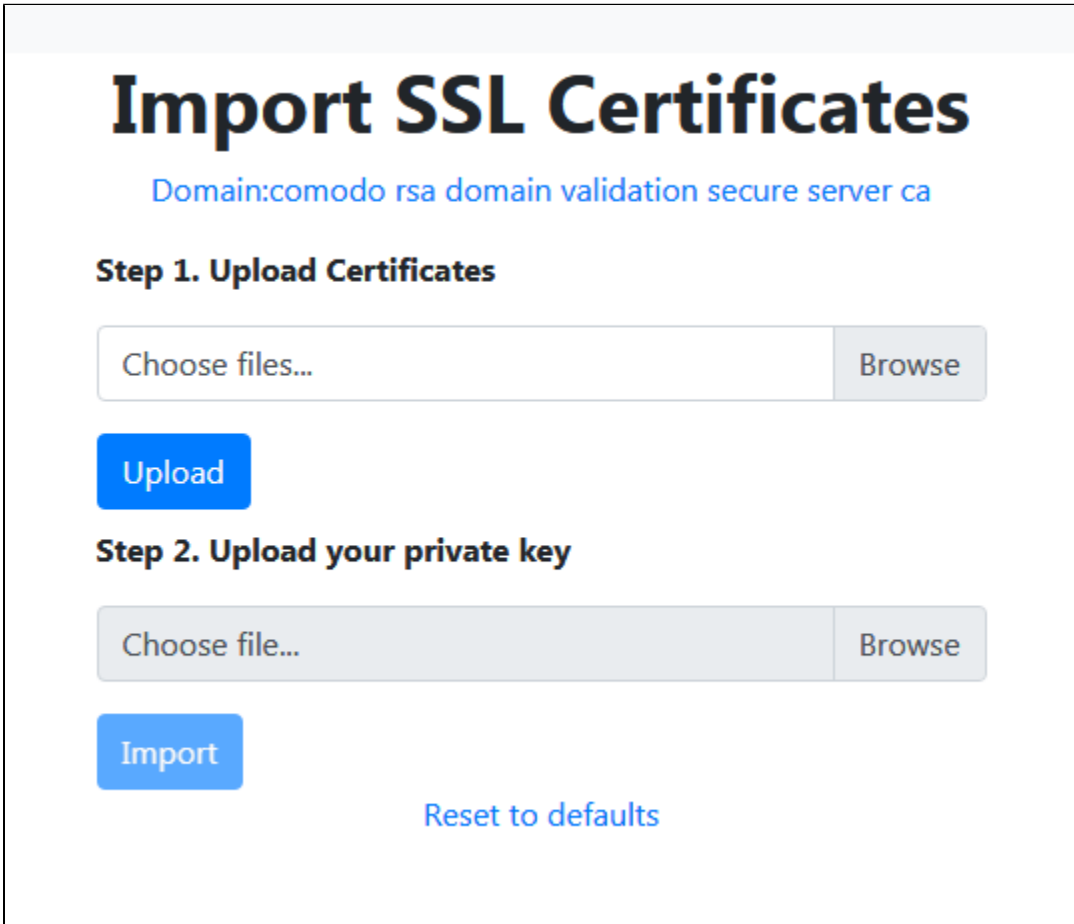 Import SSL Certificates
Domain:comodo rsa domain validation secure server ca
Step 1. Upload Certificates
Choose files... Browse
Upload
Step 2. Upload your private key
Choose file... Browse
Import
Reset to defaults